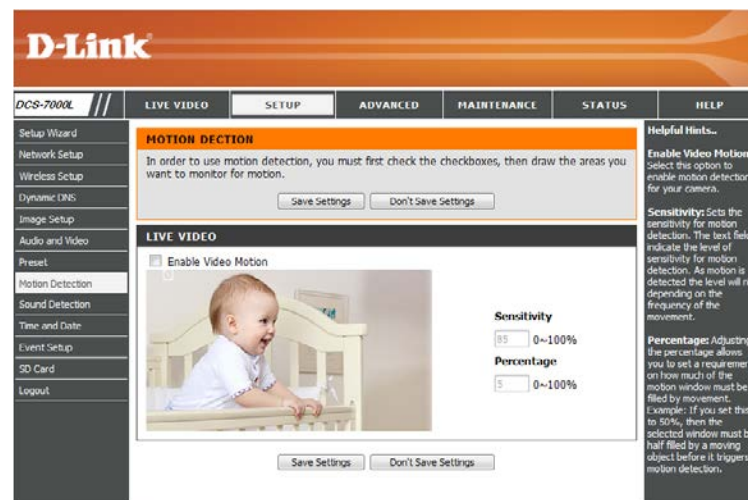 D-Link
DCS-7000L
LIVE VIDEO SETUP ADVANCED MAINTENANCE STATUS HELP
Setup Wizard
Network Setup
Wireless Setup
Dynamic DNS
Image Setup
Audio and Video
Preset
Motion Detection
Sound Detection
Time and Date
Event Setup
SD Card
Logout
MOTION DECTION
In order to use motion detection, you must first check the checkboxes, then draw the areas you
want to monitor for motion.
Save Settings Don't Save Settings
LIVE VIDEO
Enable Video Motion
Sensitivity
85 0~100%
Percentage
5 0~100%
Save Settings Don't Save Settings
Helpful Hints..
Enable Video Motion
Select this option to
enable motion detection
for your camera.
Sensitivity: Sets the
sensitivity for motion
detection. The text
indicate the level of
sensitivity for motion
detection. As motion is
detected the level will
depending on the
frequency of the
movement.
Percentage: Adjusting
the percentage allows
you to set a
on how much of the
motion window must be
filled by movement.
Example: If you set this
to 50%, then the
selected window must
half filled by a moving
object before it triggers
motion detection.